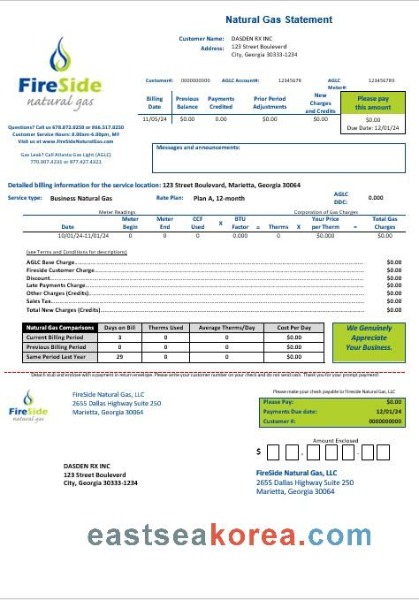 Natural Gas Statement
Customer Name: DASDEN RX INC
Address: 123 Street Bouleverd
City, Georgia 30333-1234
FireSide
natural gas
Customer#: 0000000000 AGLC Account#: 12345679 AGLC Meter#: 123456789
Billing Date Previous Balance Payments Credited Prior Period Adjustments New Charges and Credits Please pay this amount
11/05/24 $0.00 $0.00 $0.00 $0.00 $0.00
Due Date: 12/01/24
Questions? Call us 678.872.8258 or 866.517.8250
Customer Service Hours: 8.00am-6.00pm, MY
Visit us at www.FireSideNaturalGas.com
Gas Leak? Call Atlanta Gas Light (AGLC)
770.907.4231 or 877.427.4321
Messages and announcements:
Detailed billing information for the service location: 123 Street Boulevard, Marietta, Georgia 30064
Service type: Business Natural Gas Rate Plan: Plan A, 12-month AGLC DDC: 0.000
Meter Readings Corporation of Gas Charges
Date Meter Begin Meter End CCF Used X BTU Factor = Therms X Your Price per Therm = Total Gas Charges
10/01/24-11/01/24 0 0 0.000 0 $0.000 $0.00
(see Terms and Conditions for descriptions)
AGLC Base Charge $0.00
Fireside Customer Charge $0.00
Discount $0.00
Late Payments Charge $0.00
Other Charges (Credits) $0.00
Sales Tax $0.00
Total New Charges (Credits) $0.00
Natural Gas Comparisons Days on Bill Therms Used Average Therms/Day Cost Per Day
Current Billing Period 3 0 0 $0.00
Previous Billing Period 0 0 0 $0.00
Same Period Last Year 29 0 0 $0.00
We Genuinely
Appreciate
Your Business.
Please make your check payable to Fireside Natural Gas, LLC
FireSide
natural gas
FireSide Natural Gas, LLC
2655 Dallas Highway Suite 250
Marietta, Georgia 30064
Please Pay: $0.00
Payments Due date: 12/01/24
Customer #: 0000000000
Amount Enclosed
$
DASDEN RX INC
123 Street Bouleverd
City, Georgia 30333-1234
FireSide Natural Gas, LLC
2655 Dallas Highway Suite 250
Marietta, Georgia 30064
eastseakorea.com